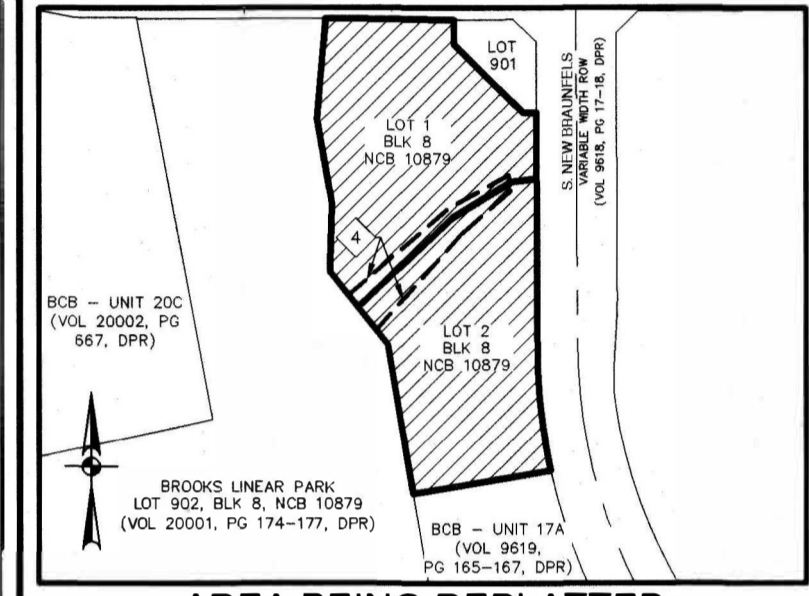 LOT
901
S. NEW BRAUNFELS
VARIABLE WIDTH ROW
(VOL 9618, PG 17-18, DPR)
LOT 1
BLK 8
NCB 10879
4
BCB - UNIT 20C
(VOL 20002, PG
667, DPR)
LOT 2
BLK 8
NCB 10879
BROOKS LINEAR PARK
LOT 902, BLK 8, NCB 10879
(VOL 20001, PG 174-177, DPR)
BCB - UNIT 17A
(VOL 9619,
PG 165-167, DPR)
AREA BEING REPLATTED